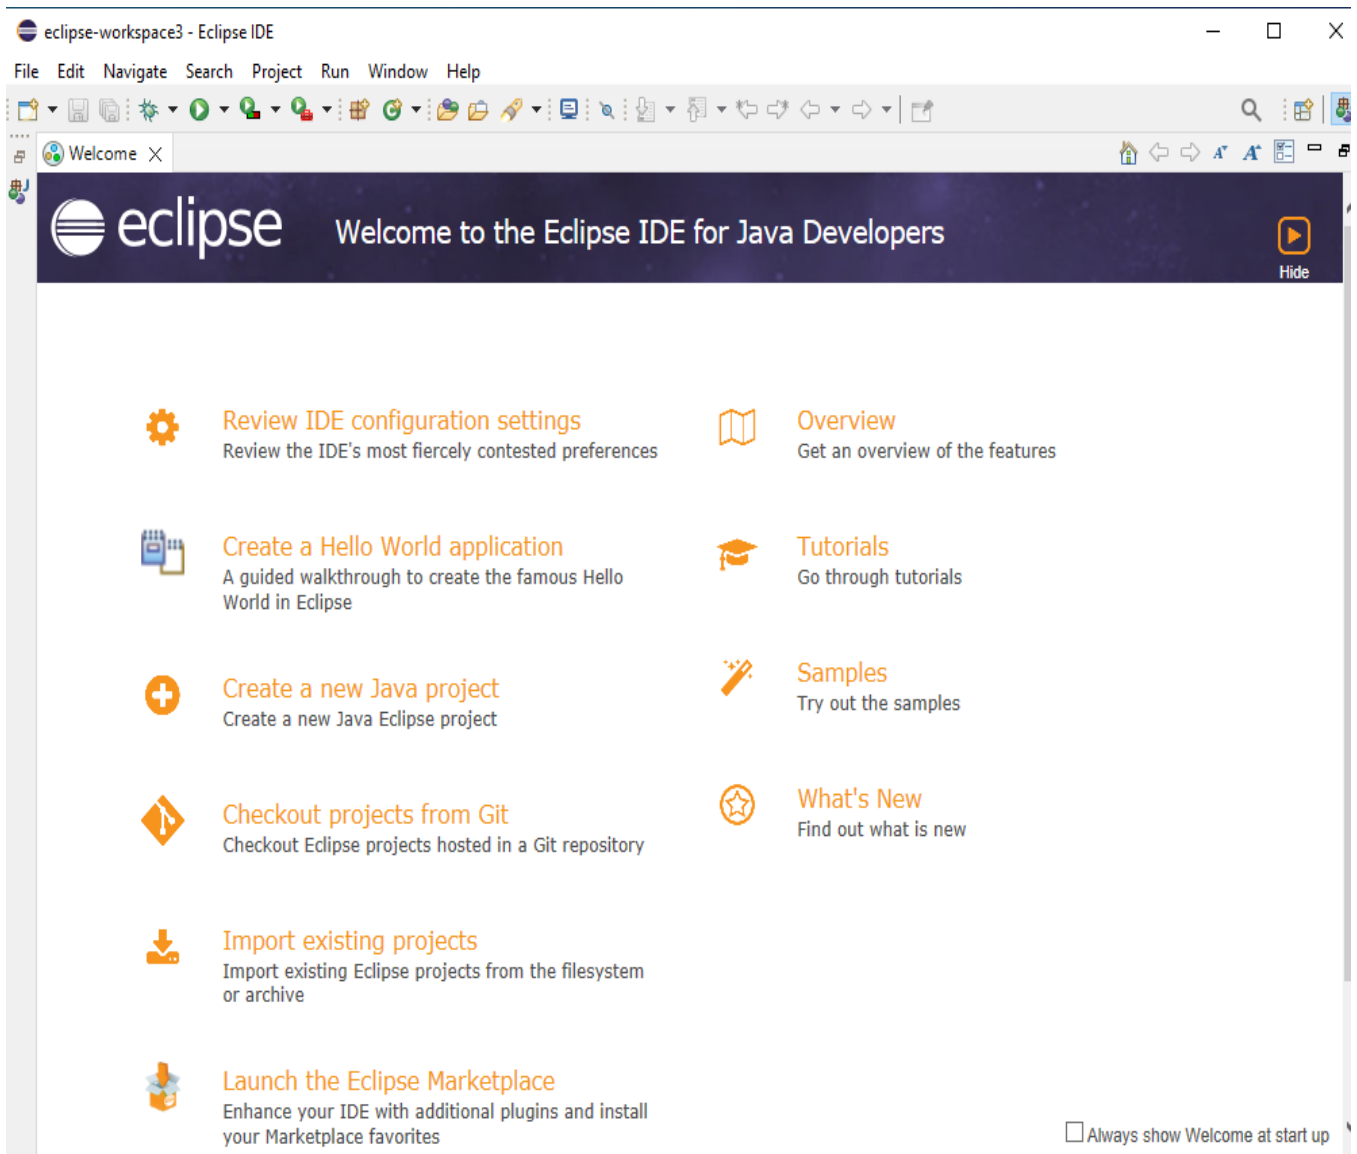 eclipse-workspace3 - Eclipse IDE
File Edit Navigate Search Project Run Window Help
Welcome
eclipse
Welcome to the Eclipse IDE for Java Developers
Hide
Review IDE configuration settings
Review the IDE's most fiercely contested preferences
Create a Hello World application
A guided walkthrough to create the famous Hello
World in Eclipse
Create a new Java project
Create a new Java Eclipse project
Checkout projects from Git
Checkout Eclipse projects hosted in a Git repository
Import existing projects
Import existing Eclipse projects from the filesystem
or archive
Launch the Eclipse Marketplace
Enhance your IDE with additional plugins and install
your Marketplace favorites
Overview
Get an overview of the features
Tutorials
Go through tutorials
Samples
Try out the samples
What's New
Find out what is new
Always show Welcome at start up